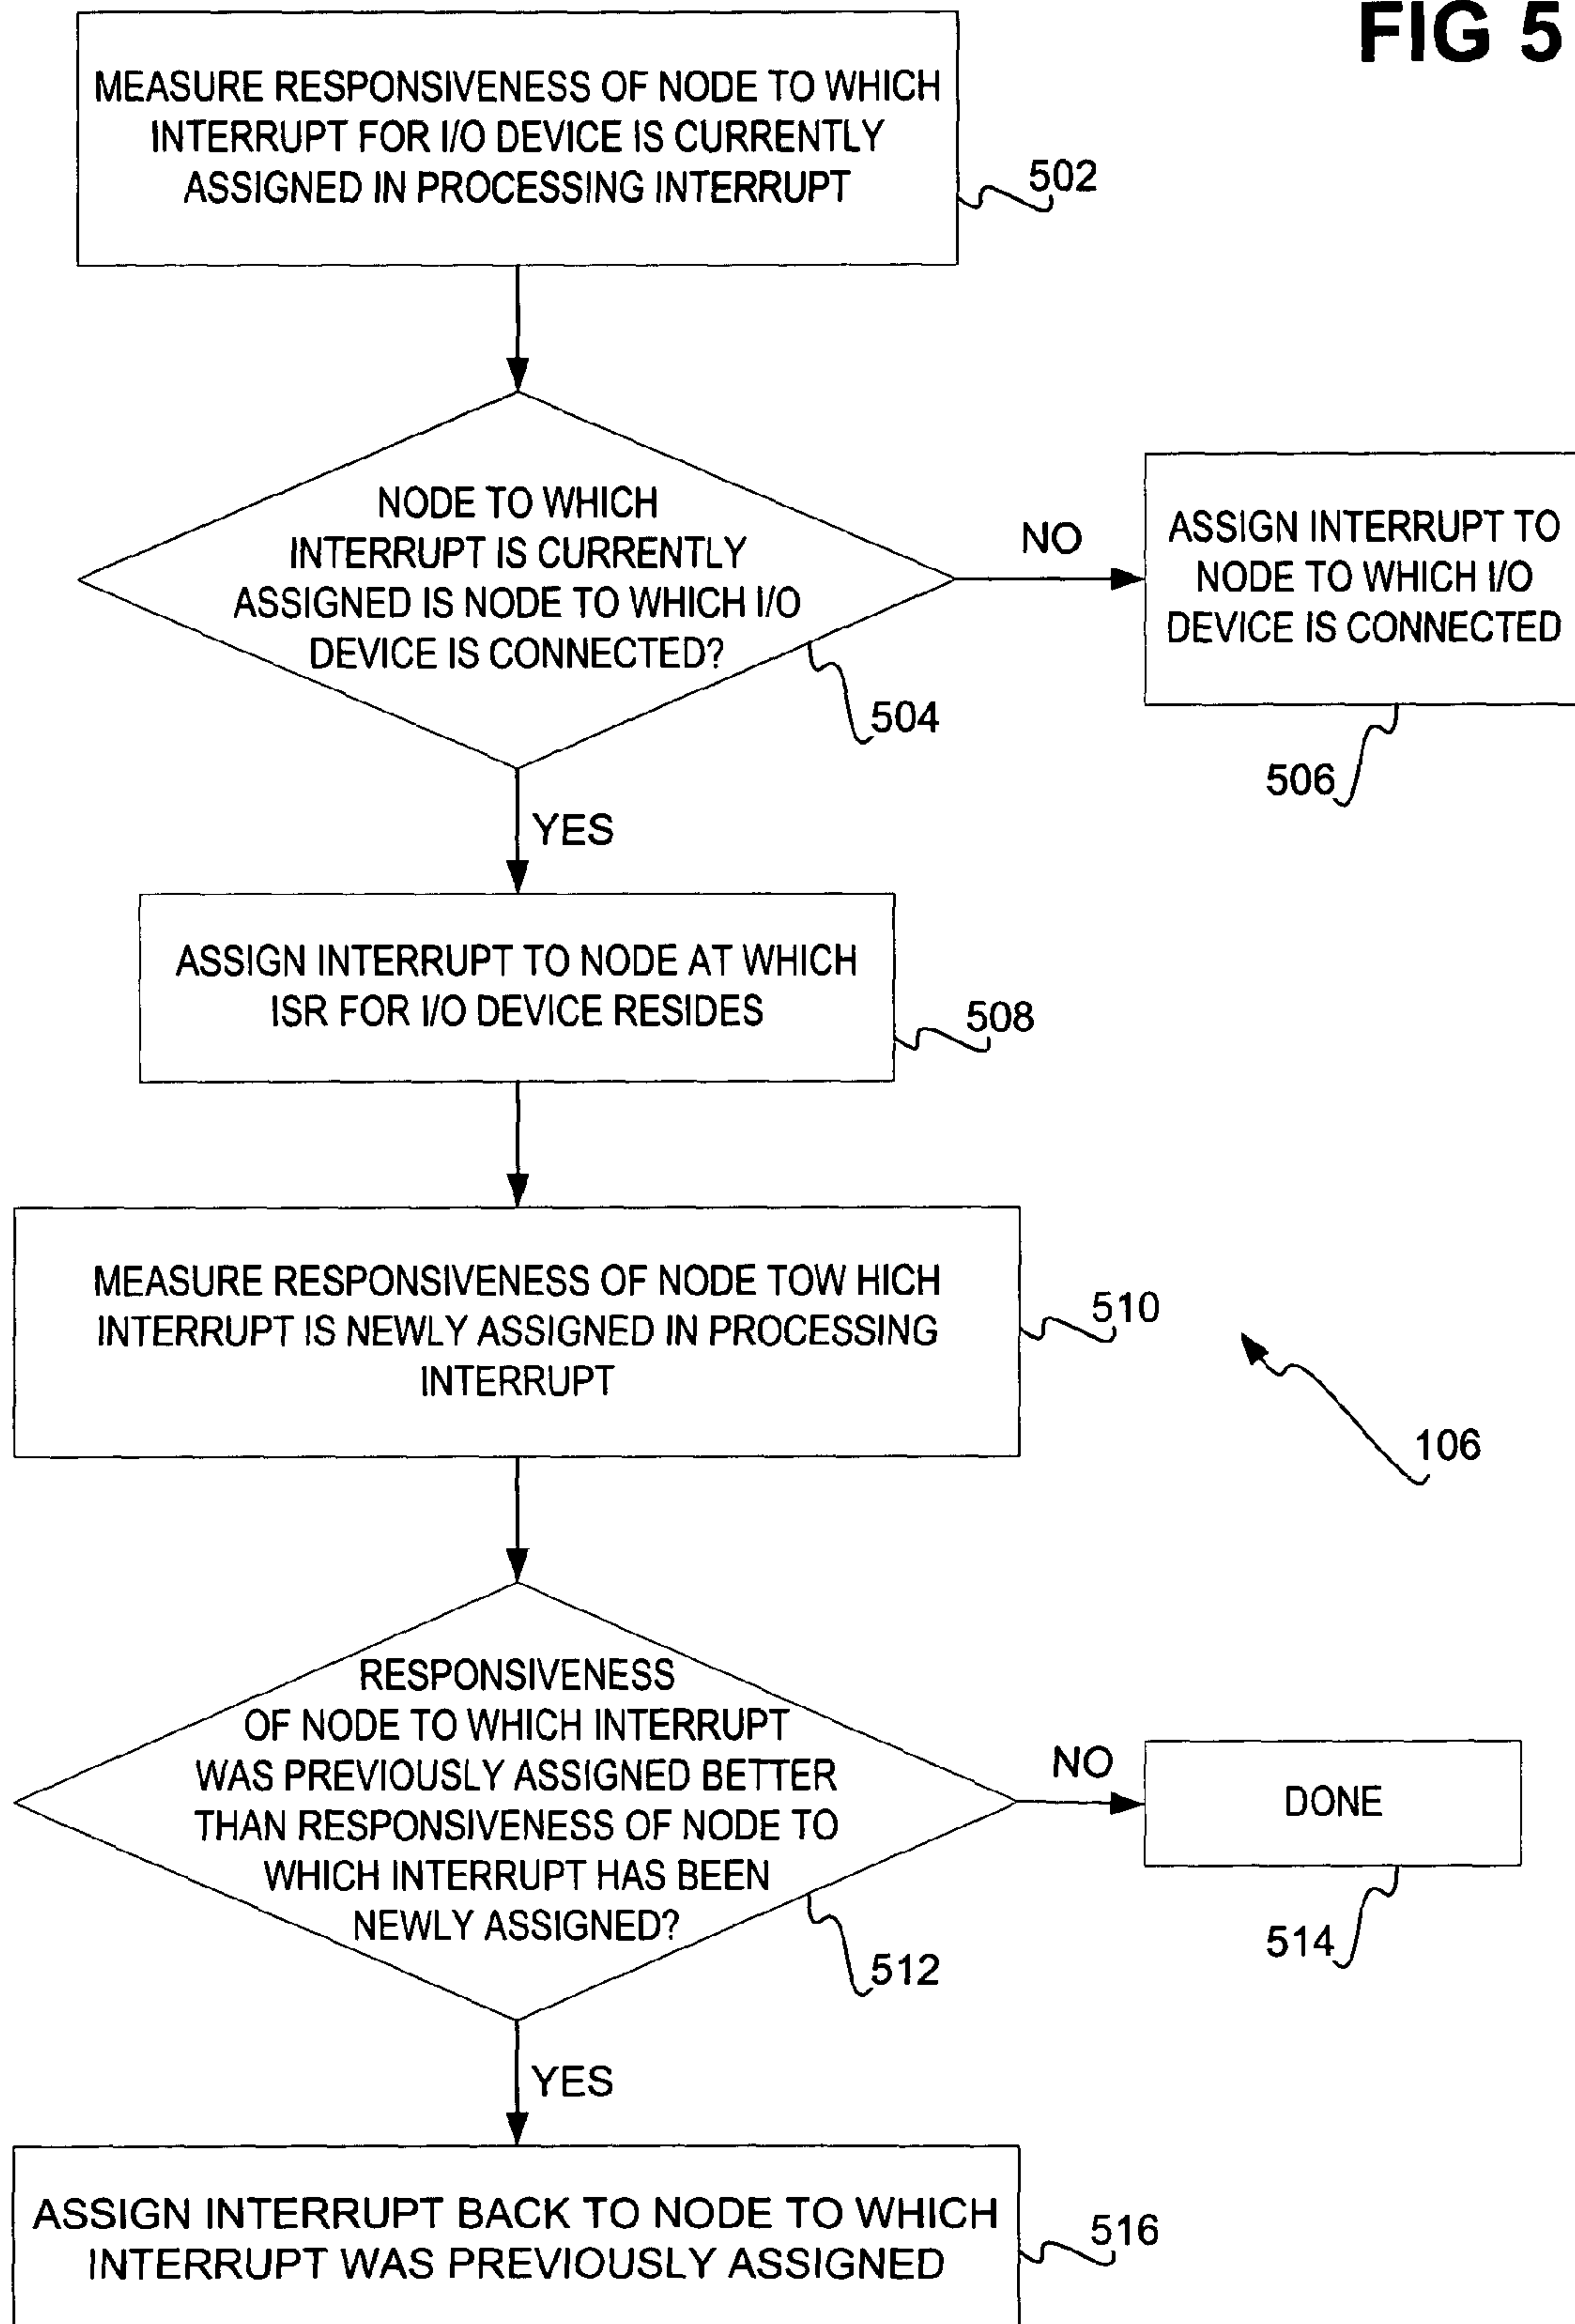 FIG 5
MEASURE RESPONSIVENESS OF NODE TO WHICH
INTERRUPT FOR I/O DEVICE IS CURRENTLY
ASSIGNED IN PROCESSING INTERRUPT
502
NODE TO WHICH
INTERRUPT IS CURRENTLY
ASSIGNED IS NODE TO WHICH I/O
DEVICE IS CONNECTED?
504
NO
ASSIGN INTERRUPT TO
NODE TO WHICH I/O
DEVICE IS CONNECTED
506
YES
ASSIGN INTERRUPT TO NODE AT WHICH
ISR FOR I/O DEVICE RESIDES
508
MEASURE RESPONSIVENESS OF NODE TOW HICH
INTERRUPT IS NEWLY ASSIGNED IN PROCESSING
INTERRUPT
510
106
RESPONSIVENESS
OF NODE TO WHICH INTERRUPT
WAS PREVIOUSLY ASSIGNED BETTER
THAN RESPONSIVENESS OF NODE TO
WHICH INTERRUPT HAS BEEN
NEWLY ASSIGNED?
512
NO
DONE
514
YES
ASSIGN INTERRUPT BACK TO NODE TO WHICH
INTERRUPT WAS PREVIOUSLY ASSIGNED
516